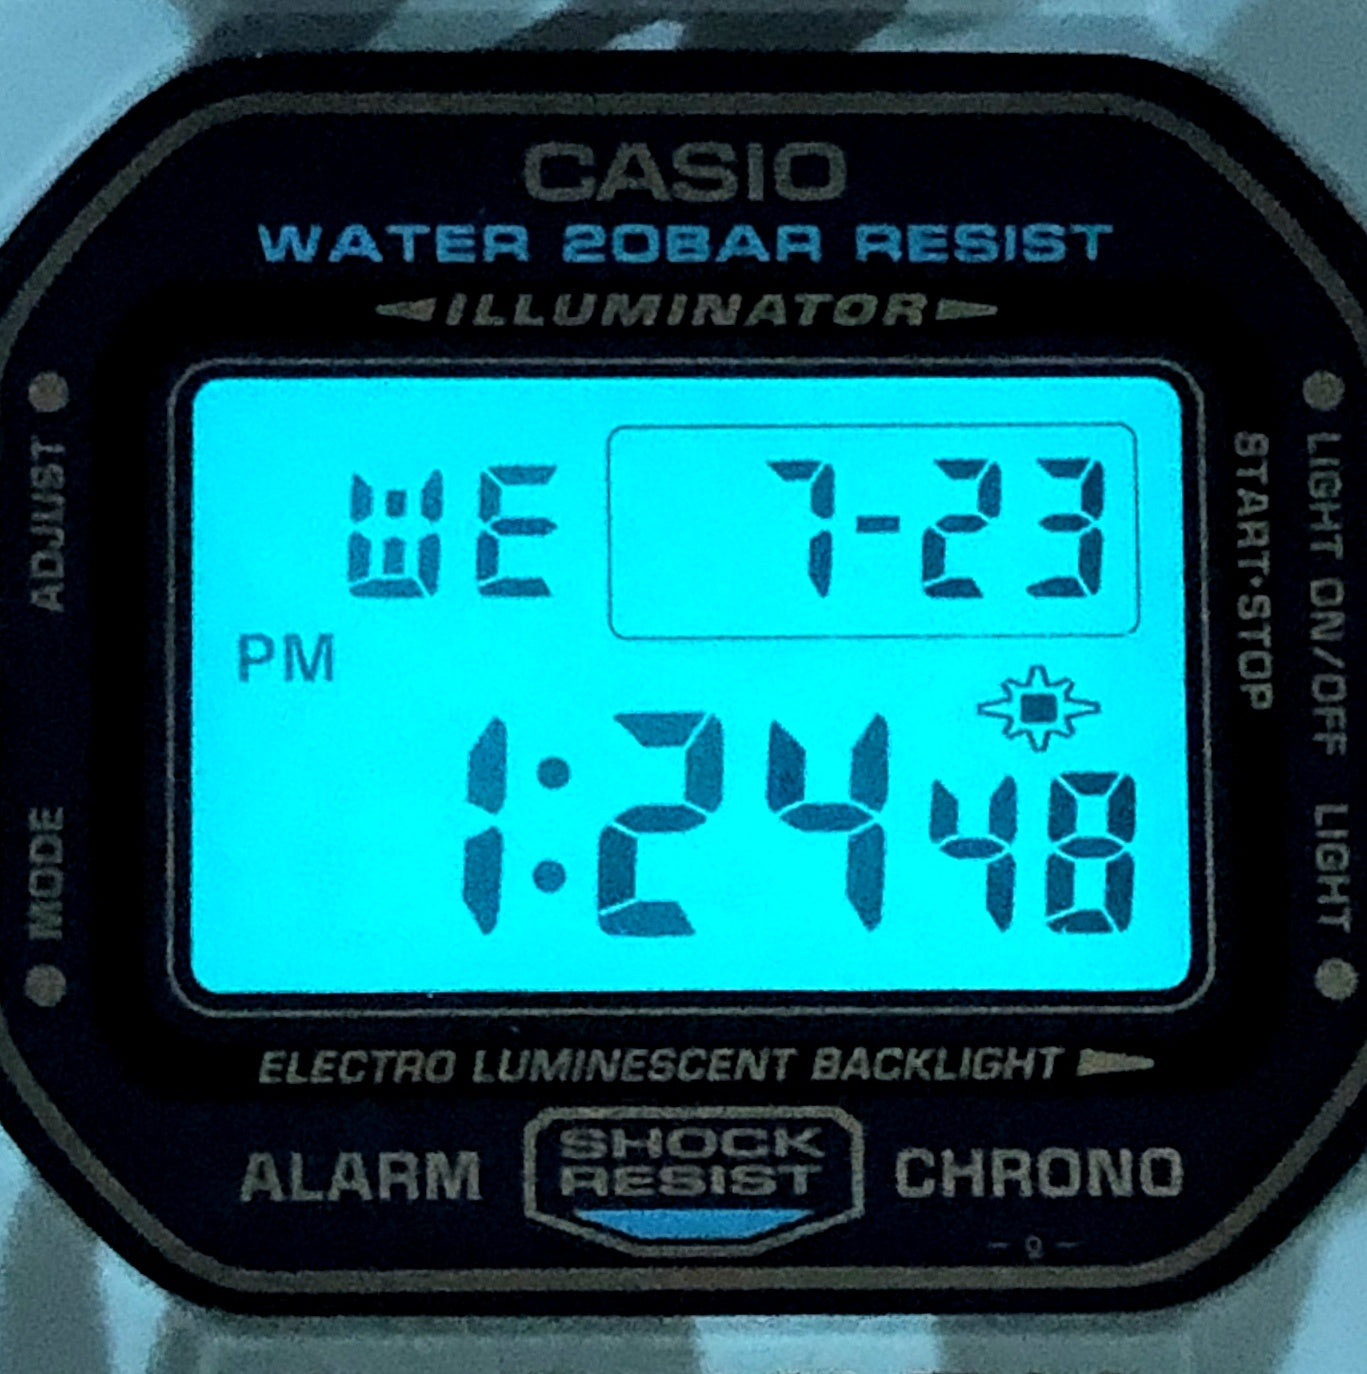 CASIO
WATER 20BAR RESIST
ILLUMINATOR
ADJUST
WE 7-23
PM
1:24 48
MODE
START·STOP
LIGHT ON/OFF
LIGHT
ELECTRO LUMINESCENT BACKLIGHT
ALARM
SHOCK
RESIST
CHRONO
- 9 -